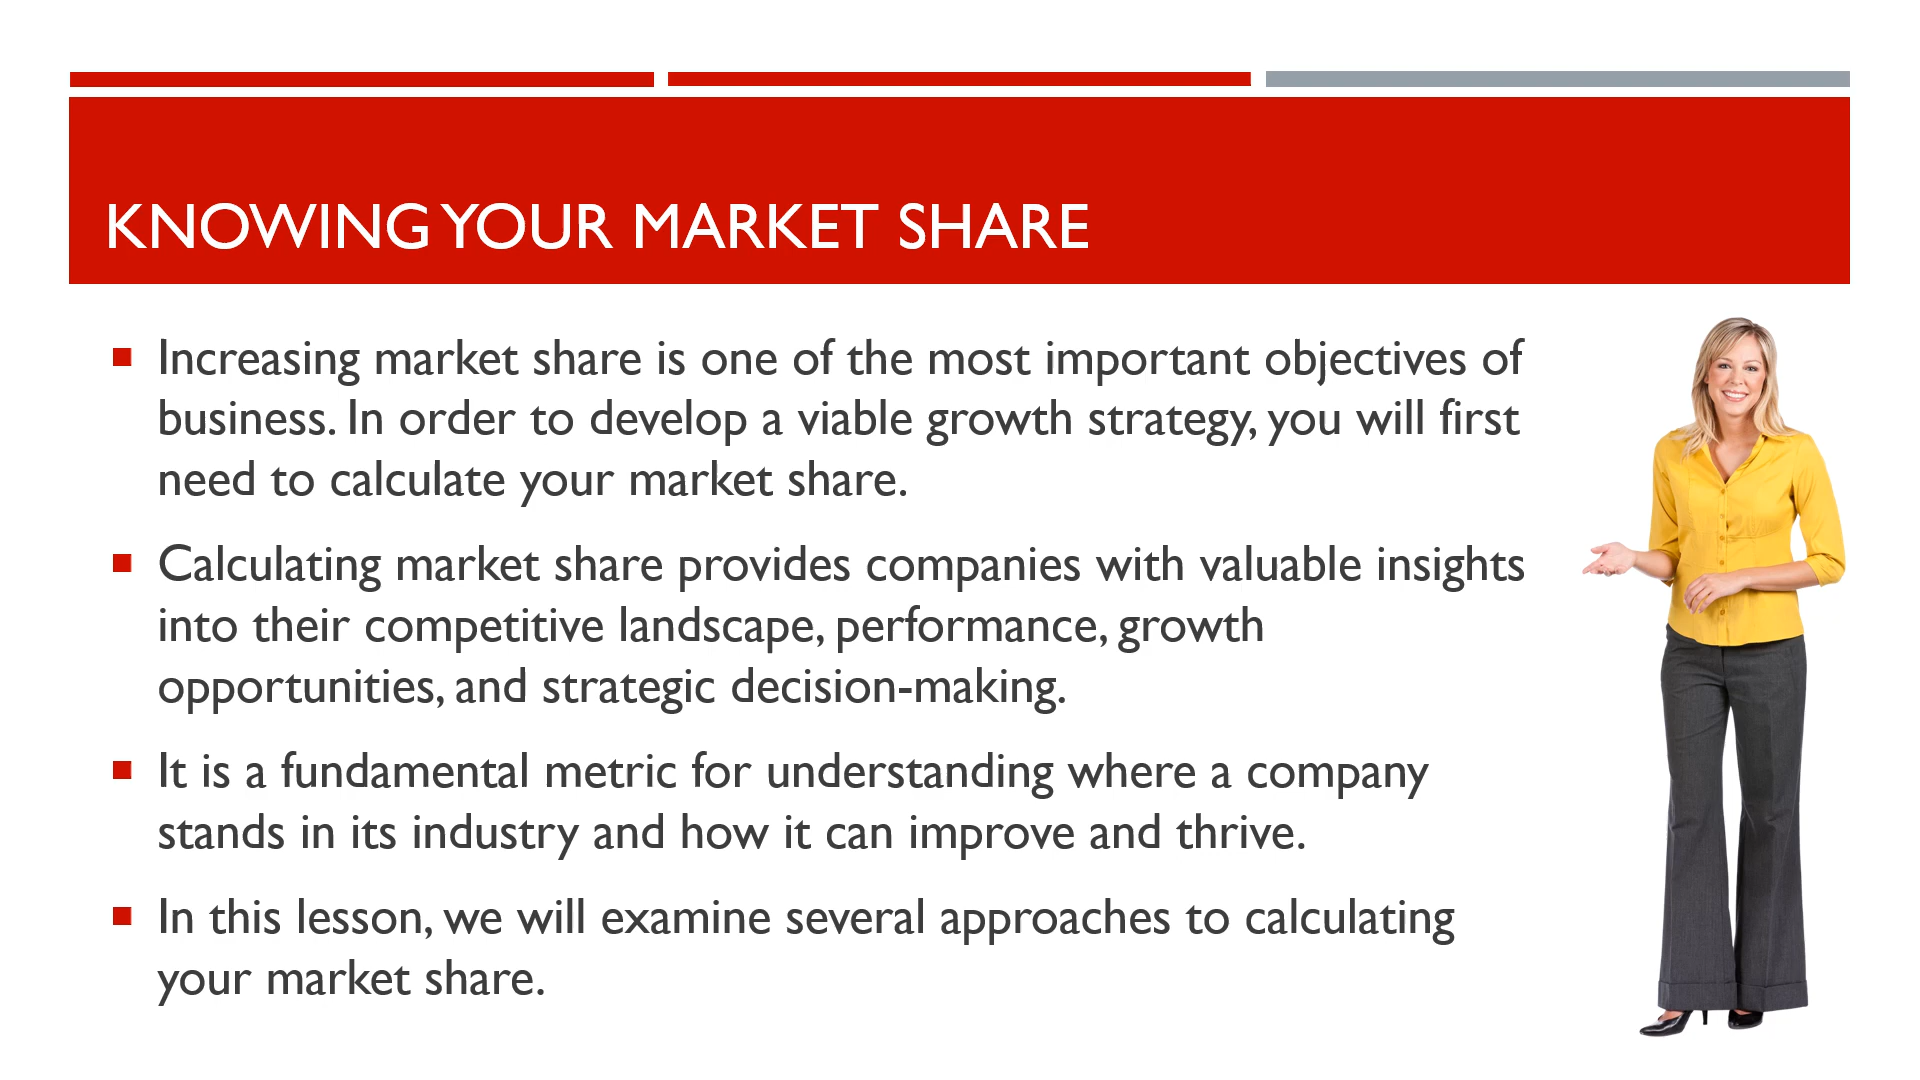 KNOWING YOUR MARKET SHARE
Increasing market share is one of the most important objectives of
business. In order to develop a viable growth strategy, you will first
need to calculate your market share.
Calculating market share provides companies with valuable insights
into their competitive landscape, performance, growth
opportunities, and strategic decision-making.
It is a fundamental metric for understanding where a company
stands in its industry and how it can improve and thrive.
In this lesson, we will examine several approaches to calculating
your market share.